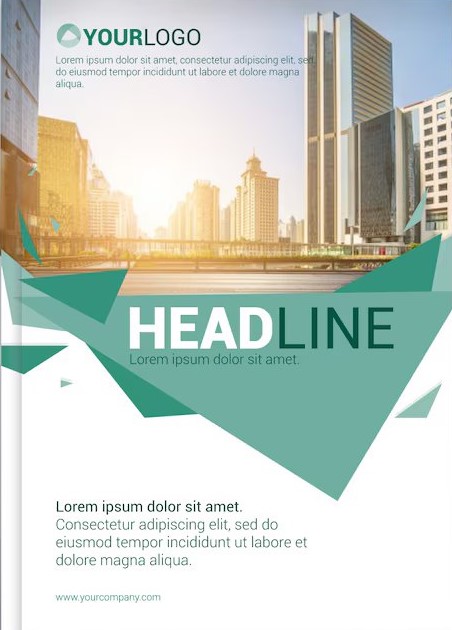 YOURLOGO
Lorem ipsum dolor sit amet, consectetur adipiscing elit, sed
do eiusmod tempor incididunt ut labore et dolore magna
aliqua.
HEADLINE
Lorem ipsum dolor sit amet.
Lorem ipsum dolor sit amet.
Consectetur adipiscing elit, sed do
eiusmod tempor incididunt ut labore et
dolore magna aliqua.
www.yourcompany.com